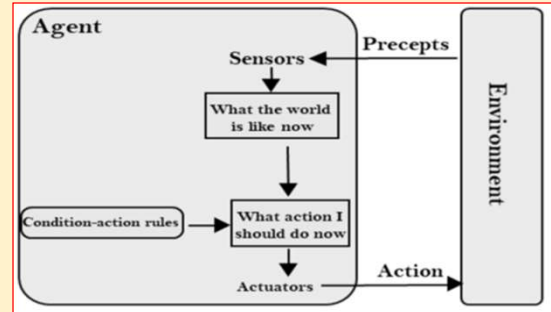 Agent
Precepts
Sensors
What the world
is like now
Environment
Condition-action rules
What action I
should do now
Action
Actuators